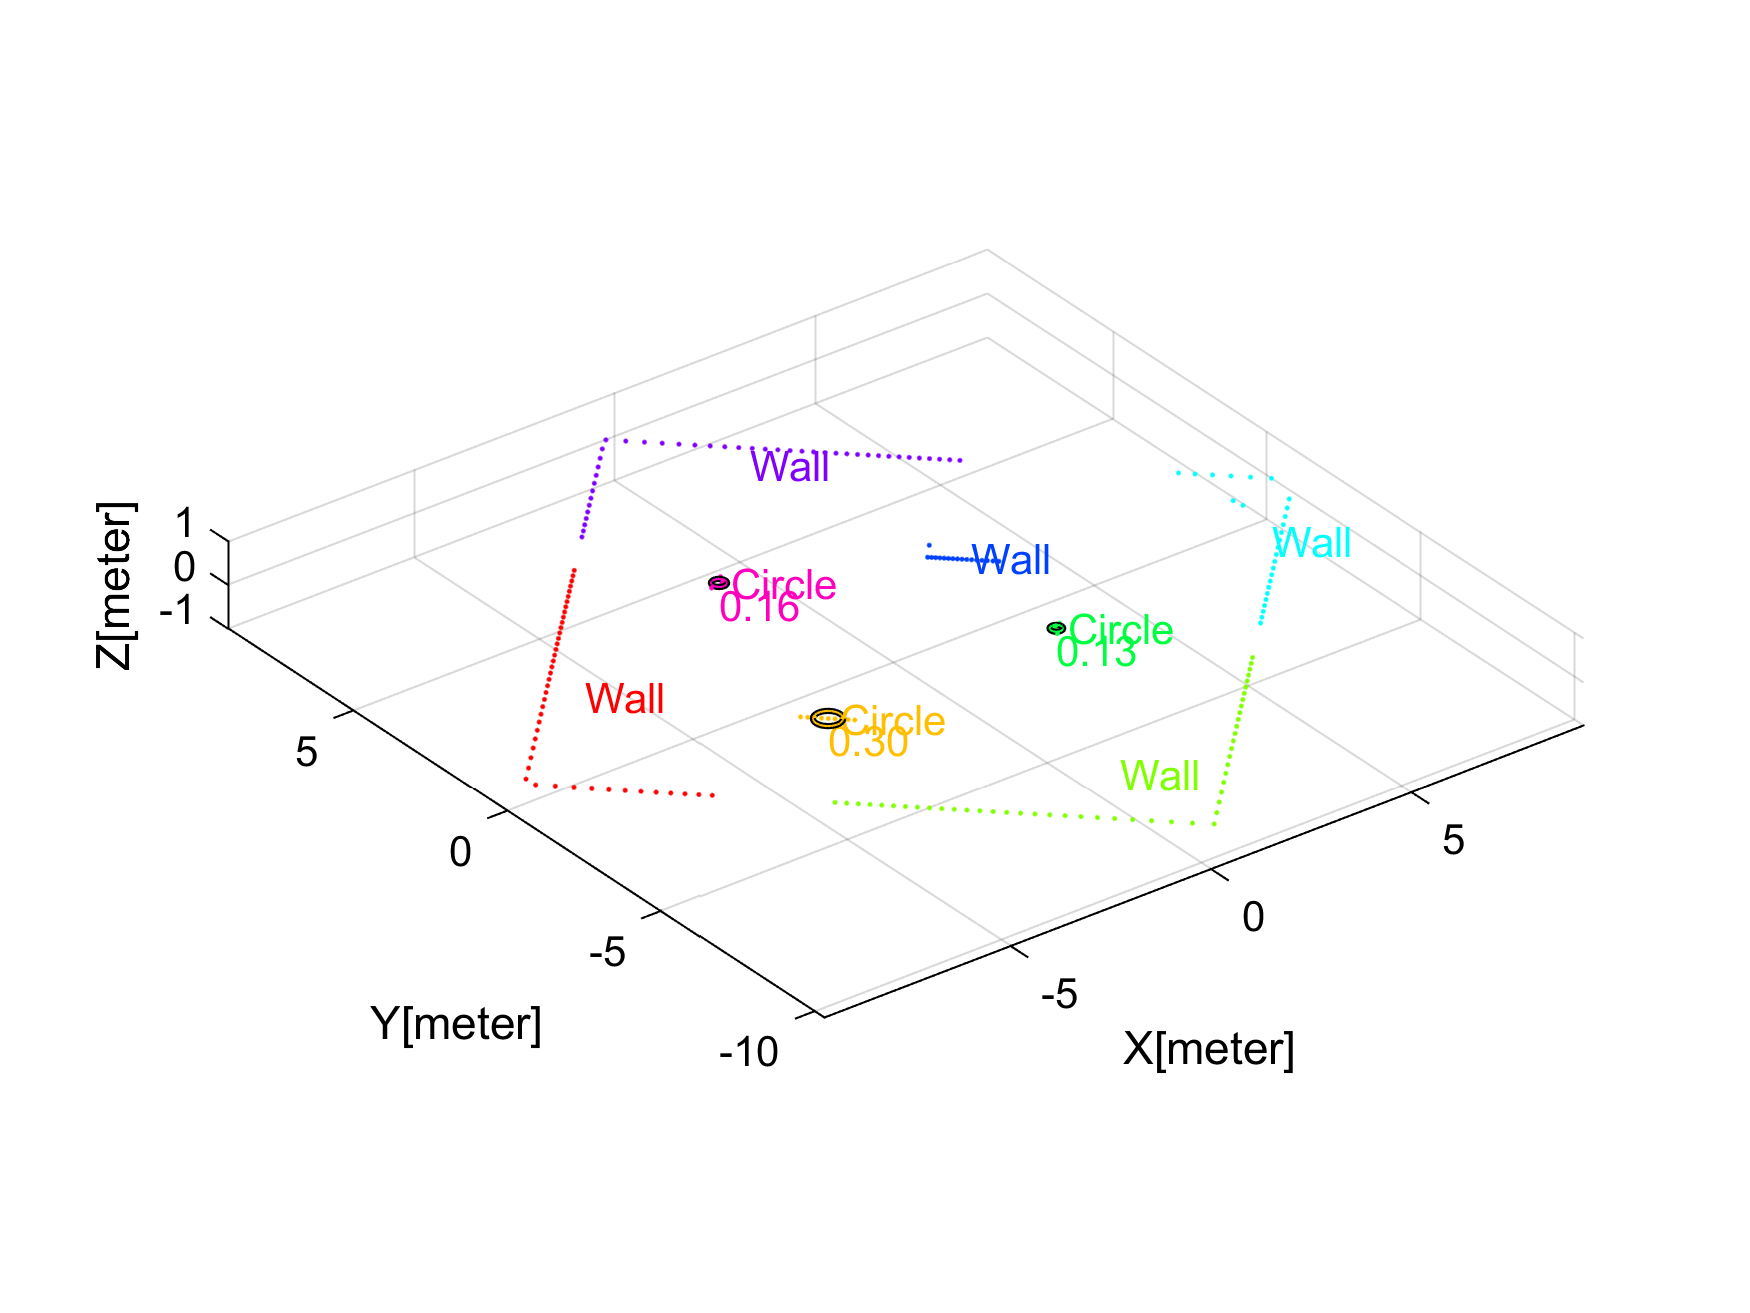 Wall
Wall
Wall
1
0
-1
Z[meter]
Circle
0.16
Circle
0.13
Wall
Circle
0.30
Wall
5
0
-5
-10
Y[meter]
5
0
-5
X[meter]